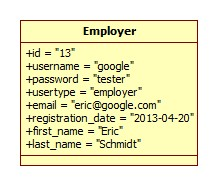 Employer
+id = "13"
+username = "google"
+password = "tester"
+usertype = "employer"
+email = "eric@google.com"
+registration_date = "2013-04-20"
+first_name = "Eric"
+last_name = "Schmidt"